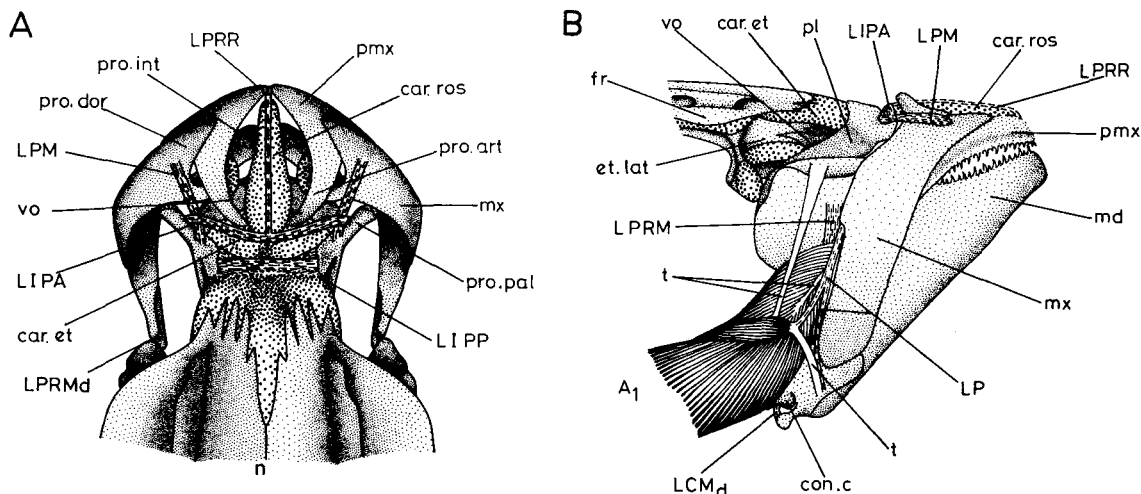 A
LPRR
pmx
pro.int
car.ros
pro.dor
pro.art
LPM
vo
mx
LIPA
pro.pal
car.et
LIPP
LPRMd
n
B
vo
car.et
pl
LIPA
LPM
car.ros
LPRR
fr
pmx
et.lat
md
LPRM
t
mx
A1
LP
t
LCMd
con.c